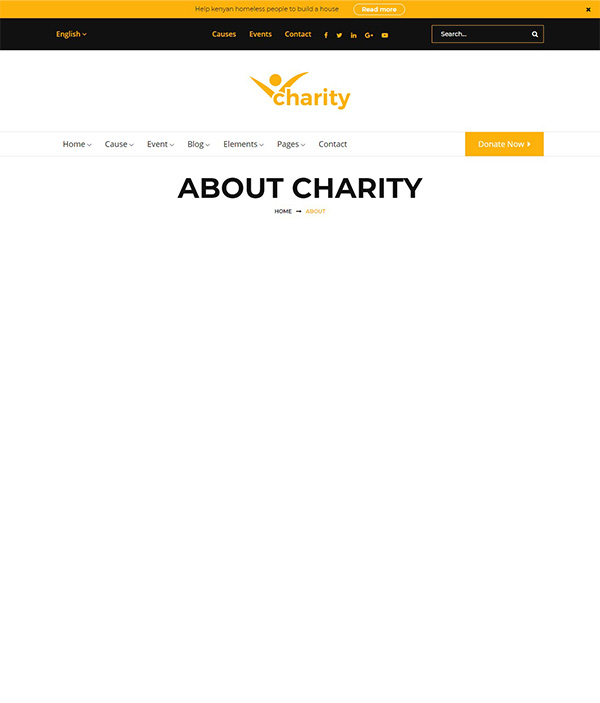 Help kenyan homeless people to build a house Read more
English Causes Events Contact Search...
charity
Home Cause Event Blog Elements Pages Contact Donate Now
ABOUT CHARITY
HOME ABOUT